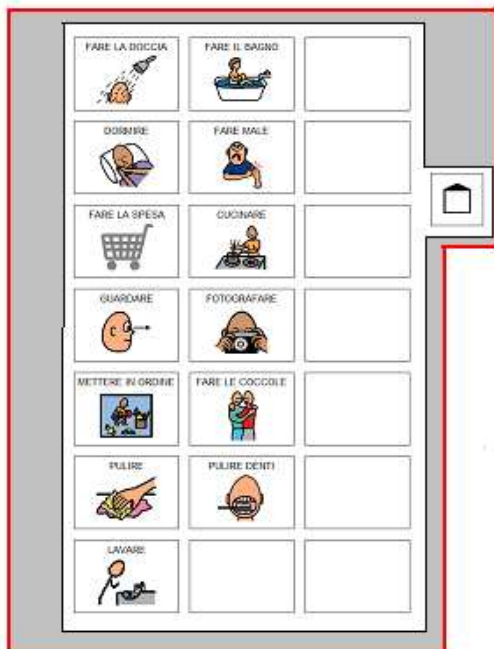 FARE LA DOCCIA
FARE IL BAGNO
DORMIRE
FARE MALE
FARE LA SPESA
CUCINARE
GUARDARE
FOTOGRAFARE
METTERE IN ORDINE
FARE LE COCCOLE
PULIRE
PULIRE DENTI
LAVARE